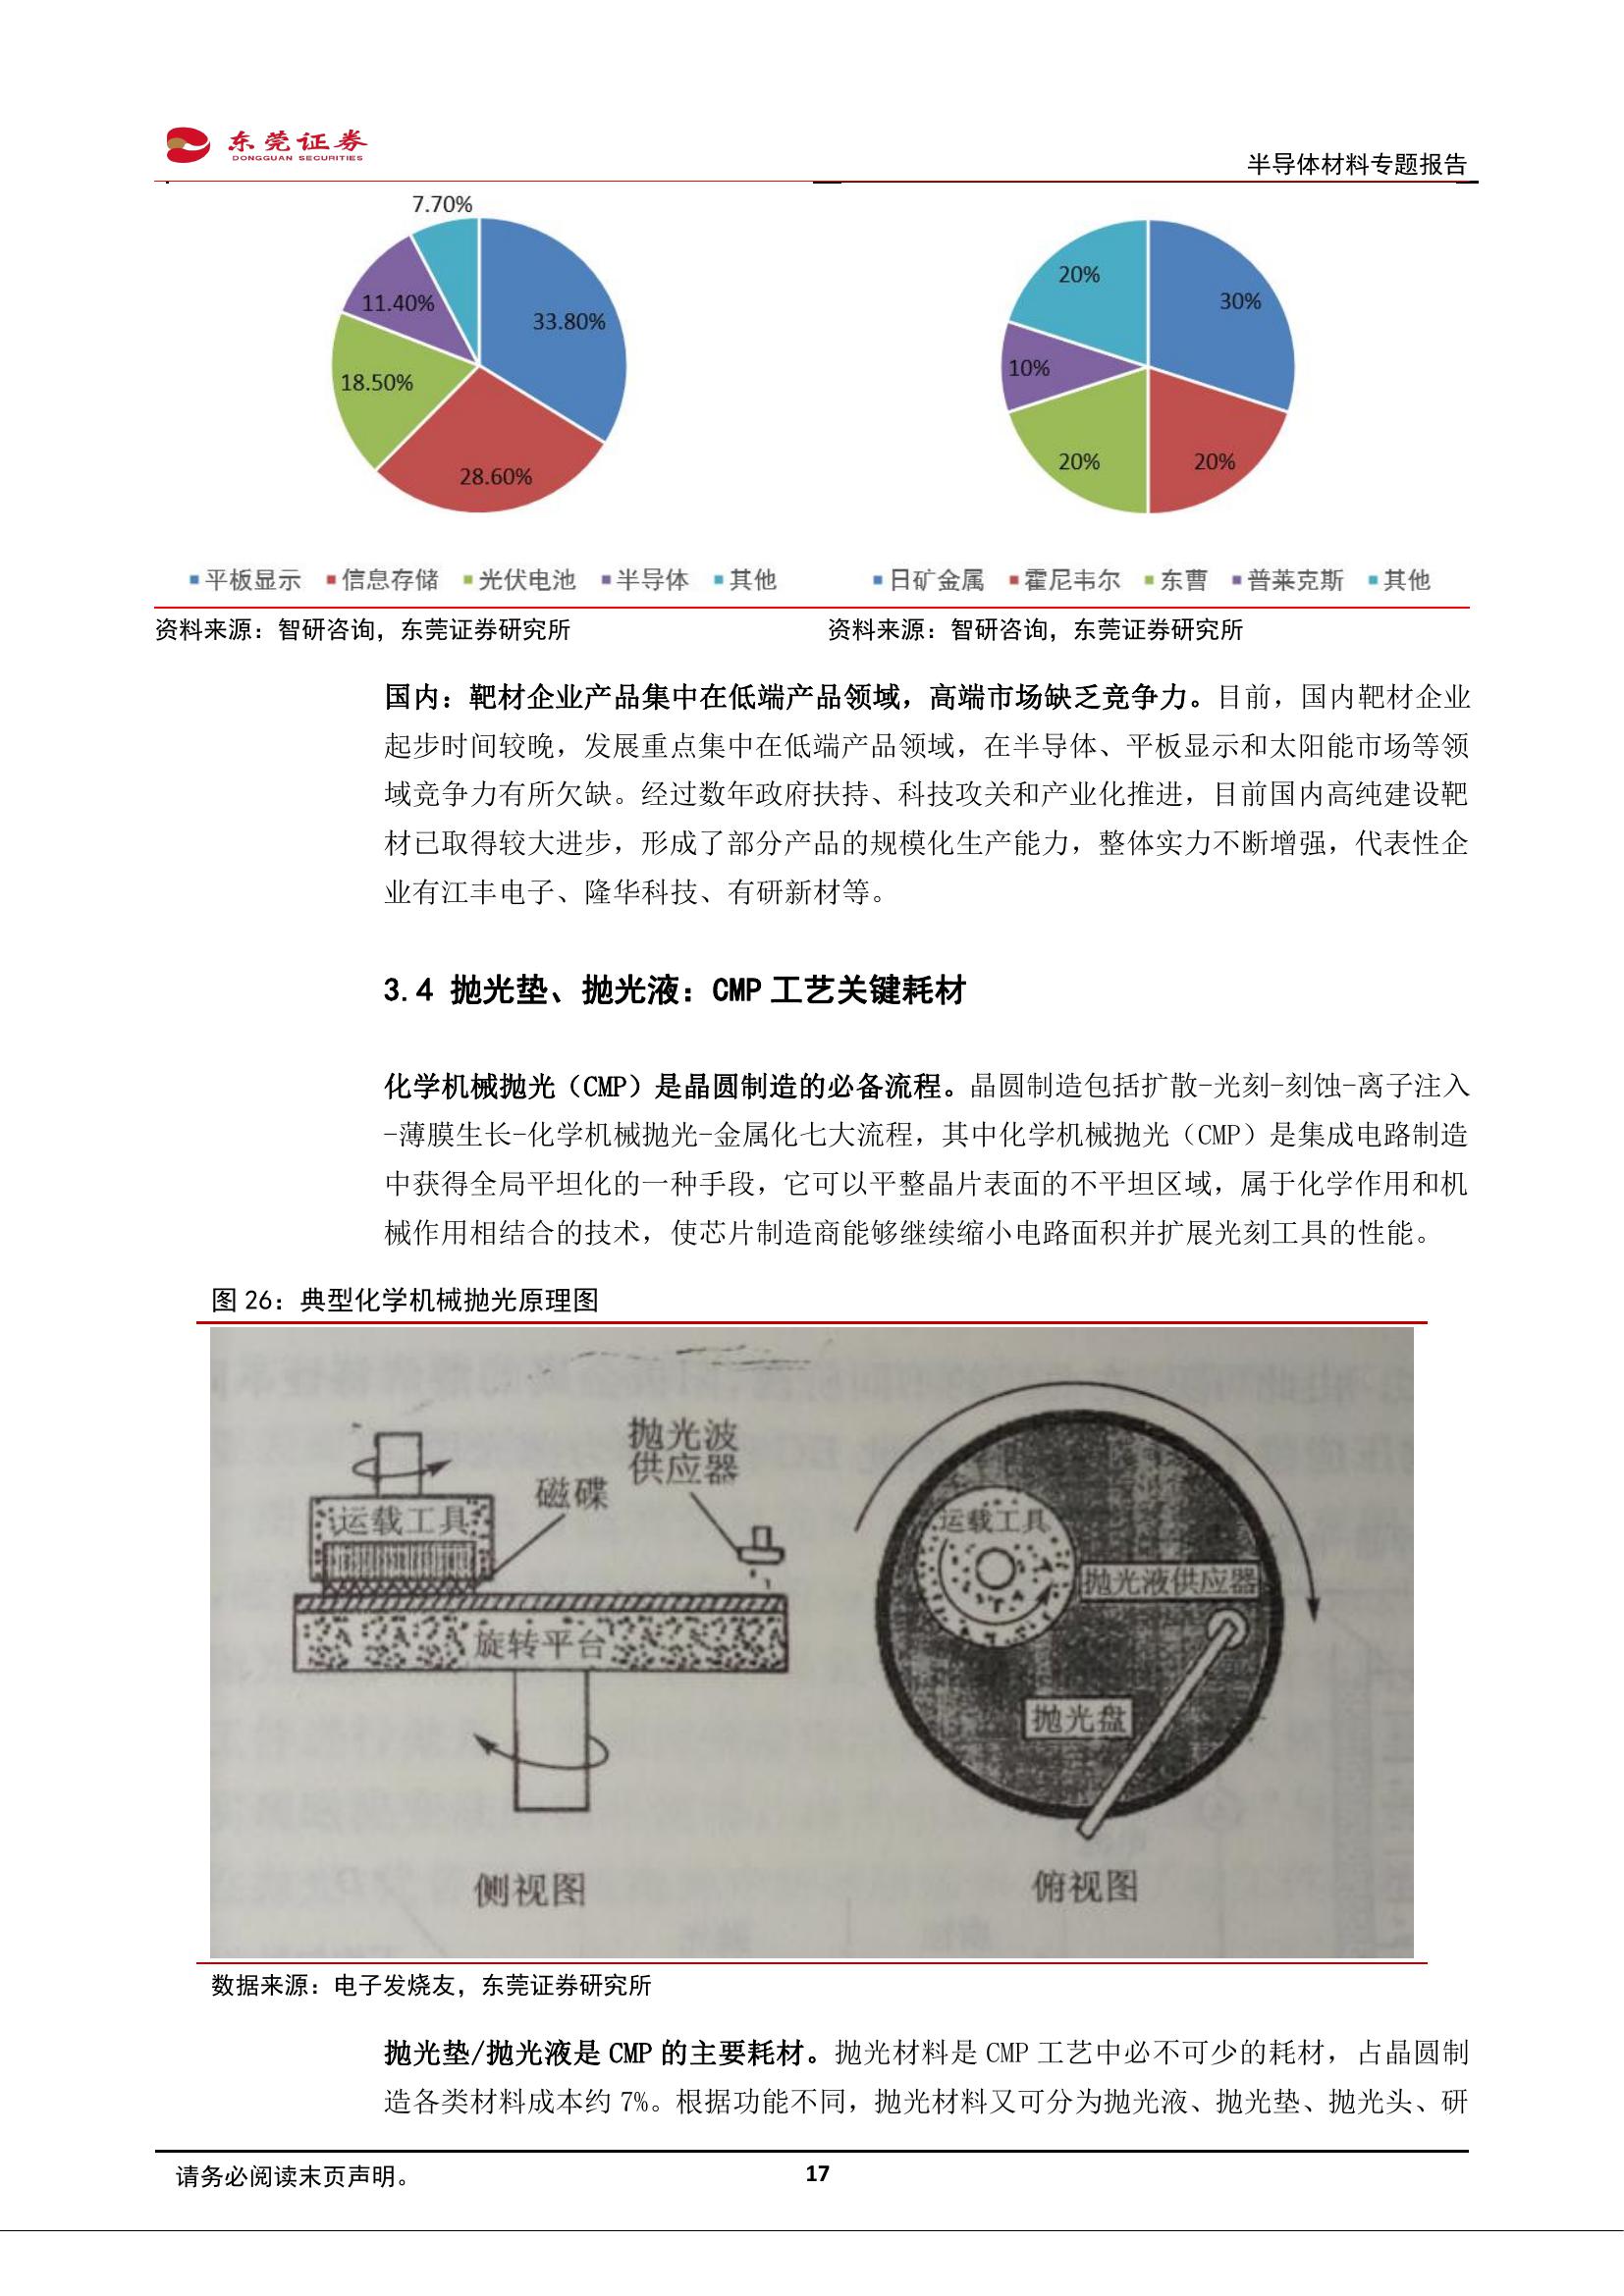 东莞证券
DONGGUAN SECURITIES
半导体材料专题报告
7.70%
33.80%
11.40%
18.50%
28.60%
■平板显示 ■信息存储 ■光伏电池 ■半导体 ■其他
20%
30%
10%
20%
20%
■日矿金属 ■霍尼韦尔 ■东曹 ■普莱克斯 ■其他
资料来源：智研咨询，东莞证券研究所
资料来源：智研咨询，东莞证券研究所
国内：靶材企业产品集中在低端产品领域，高端市场缺乏竞争力。目前，国内靶材企业
起步时间较晚，发展重点集中在低端产品领域，在半导体、平板显示和太阳能市场等领
域竞争力有所欠缺。经过数年政府扶持、科技攻关和产业化推进，目前国内高纯建设靶
材已取得较大进步，形成了部分产品的规模化生产能力，整体实力不断增强，代表性企
业有江丰电子、隆华科技、有研新材等。
3.4 抛光垫、抛光液：CMP 工艺关键耗材
化学机械抛光（CMP）是晶圆制造的必备流程。晶圆制造包括扩散-光刻-刻蚀-离子注入
-薄膜生长-化学机械抛光-金属化七大流程，其中化学机械抛光（CMP）是集成电路制造
中获得全局平坦化的一种手段，它可以平整晶片表面的不平坦区域，属于化学作用和机
械作用相结合的技术，使芯片制造商能够继续缩小电路面积并扩展光刻工具的性能。
图 26：典型化学机械抛光原理图
抛光波
供应器
磁碟
运载工具
旋转平台
侧视图
运载工具
抛光液供应器
抛光盘
俯视图
数据来源：电子发烧友，东莞证券研究所
抛光垫/抛光液是 CMP 的主要耗材。抛光材料是 CMP 工艺中必不可少的耗材，占晶圆制
造各类材料成本约 7%。根据功能不同，抛光材料又可分为抛光液、抛光垫、抛光头、研
请务必阅读末页声明。
17